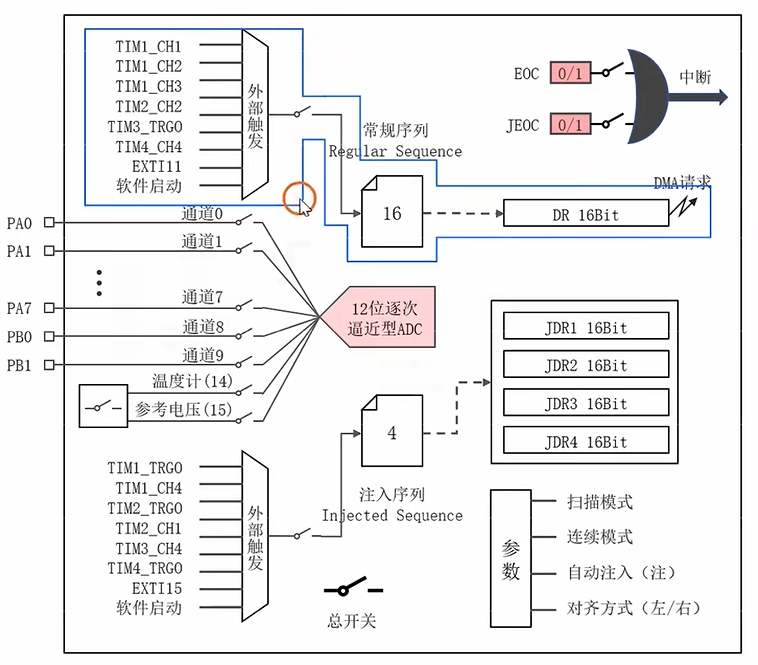 TIM1_CH1
TIM1_CH2
TIM1_CH3
TIM2_CH2
TIM3_TRGO
TIM4_CH4
EXTI11
软件启动
外部触发
常规序列
Regular Sequence
16
DR 16Bit
DMA请求
EOC 0/1
JEOC 0/1
中断
PA0 通道0
PA1 通道1
PA7 通道7
PB0 通道8
PB1 通道9
温度计(14)
参考电压(15)
12位逐次
逼近型ADC
JDR1 16Bit
JDR2 16Bit
JDR3 16Bit
JDR4 16Bit
4
注入序列
Injected Sequence
TIM1_TRGO
TIM1_CH4
TIM2_TRGO
TIM2_CH1
TIM3_CH4
TIM4_TRGO
EXTI15
软件启动
外部触发
总开关
参数
扫描模式
连续模式
自动注入（注）
对齐方式（左/右）